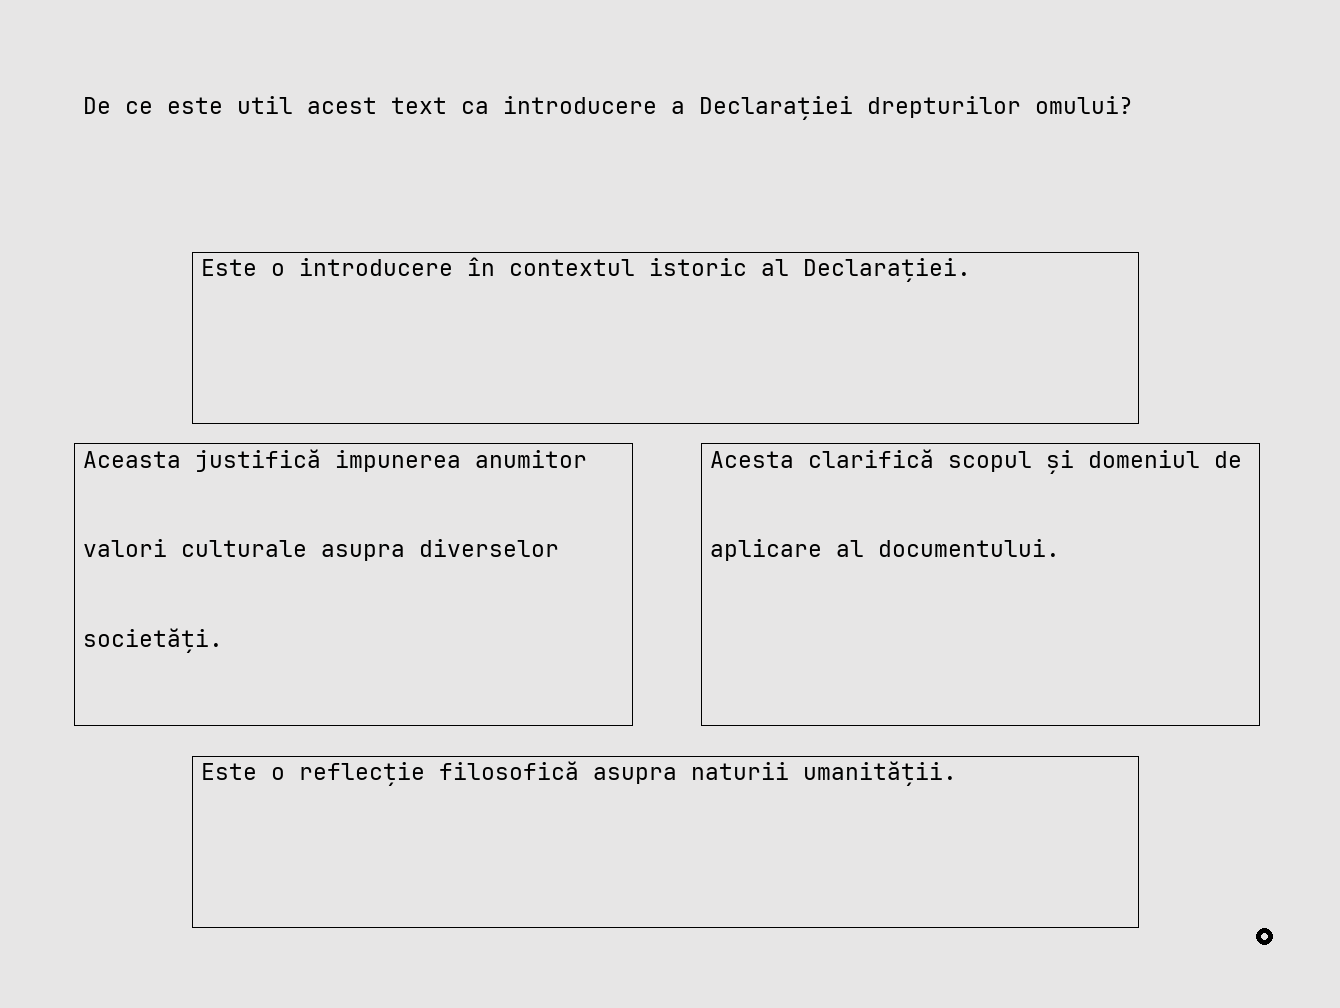 De ce este util acest text ca introducere a Declarației drepturilor omului?
Este o introducere în contextul istoric al Declarației.
Aceasta justifică impunerea anumitor
valori culturale asupra diverselor
societăți.
Acesta clarifică scopul și domeniul de
aplicare al documentului.
Este o reflecție filosofică asupra naturii umanității.